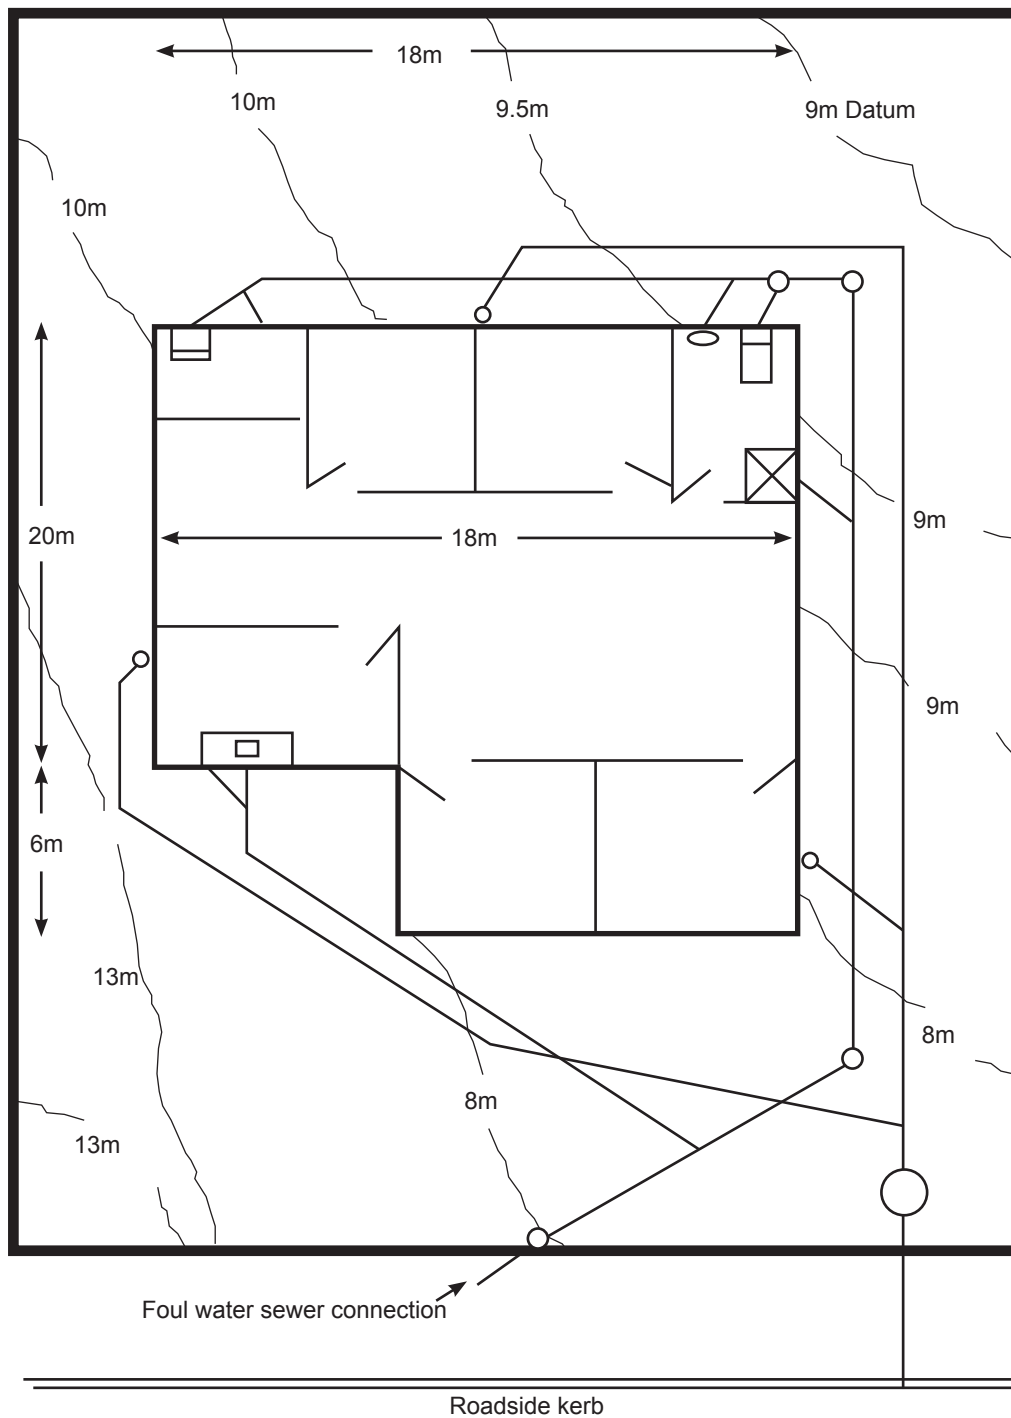 18m
10m
9.5m
9m Datum
10m
20m
18m
9m
9m
6m
13m
8m
8m
13m
Foul water sewer connection
Roadside kerb